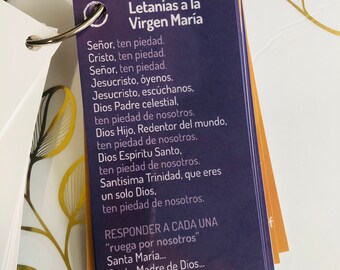 Letanías a la
Virgen María
Señor, ten piedad.
Cristo, ten piedad.
Señor, ten piedad.
Jesucristo, óyenos.
Jesucristo, escúchanos,
Dios Padre celestial,
ten piedad de nosotros.
Dios Hijo, Redentor del mundo,
ten piedad de nosotros.
Dios Espíritu Santo,
ten piedad de nosotros.
Santísima Trinidad, que eres
un solo Dios,
ten piedad de nosotros.
RESPONDER A CADA UNA
"ruega por nosotros"
Santa María...
Santa Madre de Dios...